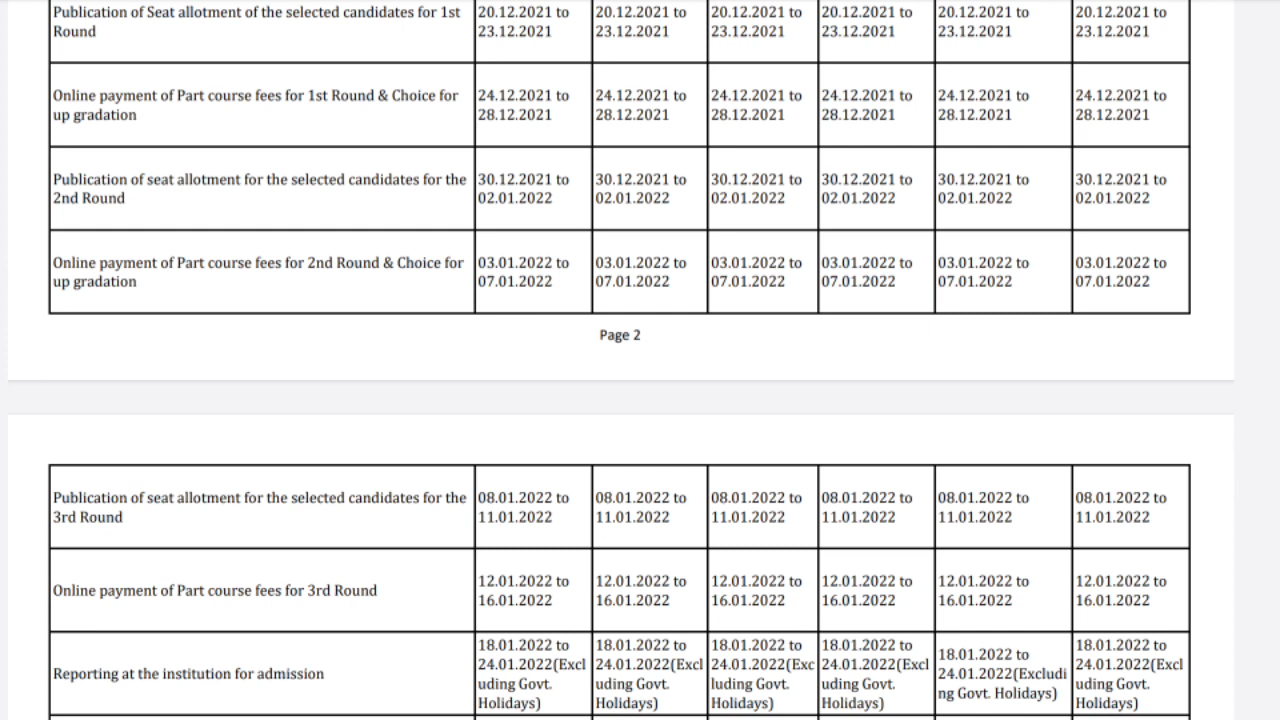 Publication of Seat allotment of the selected candidates for 1st
Round
20.12.2021 to
23.12.2021
20.12.2021 to
23.12.2021
20.12.2021 to
23.12.2021
20.12.2021 to
23.12.2021
20.12.2021 to
23.12.2021
20.12.2021 to
23.12.2021
Online payment of Part course fees for 1st Round & Choice for
up gradation
24.12.2021 to
28.12.2021
24.12.2021 to
28.12.2021
24.12.2021 to
28.12.2021
24.12.2021 to
28.12.2021
24.12.2021 to
28.12.2021
24.12.2021 to
28.12.2021
Publication of seat allotment for the selected candidates for the
2nd Round
30.12.2021 to
02.01.2022
30.12.2021 to
02.01.2022
30.12.2021 to
02.01.2022
30.12.2021 to
02.01.2022
30.12.2021 to
02.01.2022
30.12.2021 to
02.01.2022
Online payment of Part course fees for 2nd Round & Choice for
up gradation
03.01.2022 to
07.01.2022
03.01.2022 to
07.01.2022
03.01.2022 to
07.01.2022
03.01.2022 to
07.01.2022
03.01.2022 to
07.01.2022
03.01.2022 to
07.01.2022
Page 2
Publication of seat allotment for the selected candidates for the
3rd Round
08.01.2022 to
11.01.2022
08.01.2022 to
11.01.2022
08.01.2022 to
11.01.2022
08.01.2022 to
11.01.2022
08.01.2022 to
11.01.2022
08.01.2022 to
11.01.2022
Online payment of Part course fees for 3rd Round
12.01.2022 to
16.01.2022
12.01.2022 to
16.01.2022
12.01.2022 to
16.01.2022
12.01.2022 to
16.01.2022
12.01.2022 to
16.01.2022
12.01.2022 to
16.01.2022
Reporting at the institution for admission
18.01.2022 to
24.01.2022(Excl
uding Govt.
Holidays)
18.01.2022 to
24.01.2022(Excl
uding Govt.
Holidays)
18.01.2022 to
24.01.2022(Exc
luding Govt.
Holidays)
18.01.2022 to
24.01.2022(Excl
uding Govt.
Holidays)
18.01.2022 to
24.01.2022(Excludi
ng Govt. Holidays)
18.01.2022 to
24.01.2022(Excl
uding Govt.
Holidays)